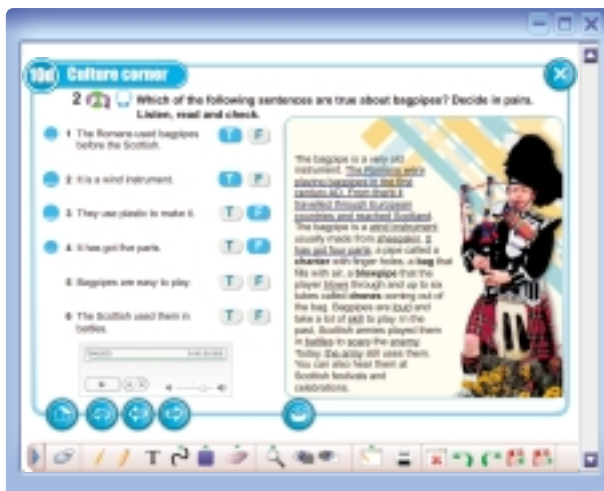 10d Culture corner
2 Which of the following sentences are true about bagpipes? Decide in pairs.
Listen, read and check.
1 The Romans used bagpipes T F
before the Scottish.
2 It is a wind instrument. T F
3 They use plastic to make it. T F
4 It has got five parts. T F
5 Bagpipes are easy to play. T F
6 The Scottish used them in T F
battles.
The bagpipe is a very old
instrument. The Romans were
playing bagpipes in the first
century AD. From there it
travelled through European
countries and reached Scotland.
The bagpipe is a wind instrument
usually made from sheepskin. It
has got four parts: a pipe called a
chanter with finger holes, a bag that
fills with air, a blowpipe that the
player blows through and up to six
tubes called drones coming out of
the bag. Bagpipes are loud and
take a lot of skill to play. In the
past, Scottish armies played them
in battles to scare the enemy.
Today, the army still uses them.
You can also hear them at
Scottish festivals and
celebrations.
T